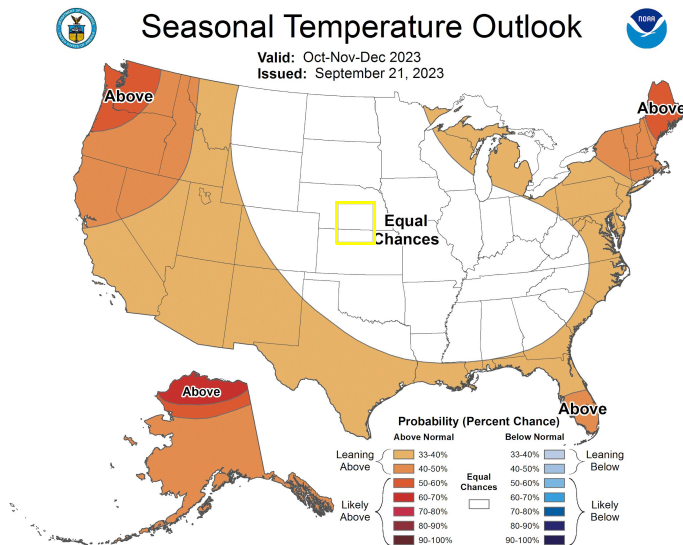 Seasonal Temperature Outlook
NOAA
Valid: Oct-Nov-Dec 2023
Issued: September 21, 2023
Above
Above
Equal
Chances
Above
Above
Probability (Percent Chance)
Above Normal
Below Normal
Leaning
Above
33-40%
40-50%
Likely
Above
50-60%
60-70%
70-80%
80-90%
90-100%
Equal
Chances
33-40%
40-50%
Leaning
Below
50-60%
60-70%
70-80%
80-90%
90-100%
Likely
Below